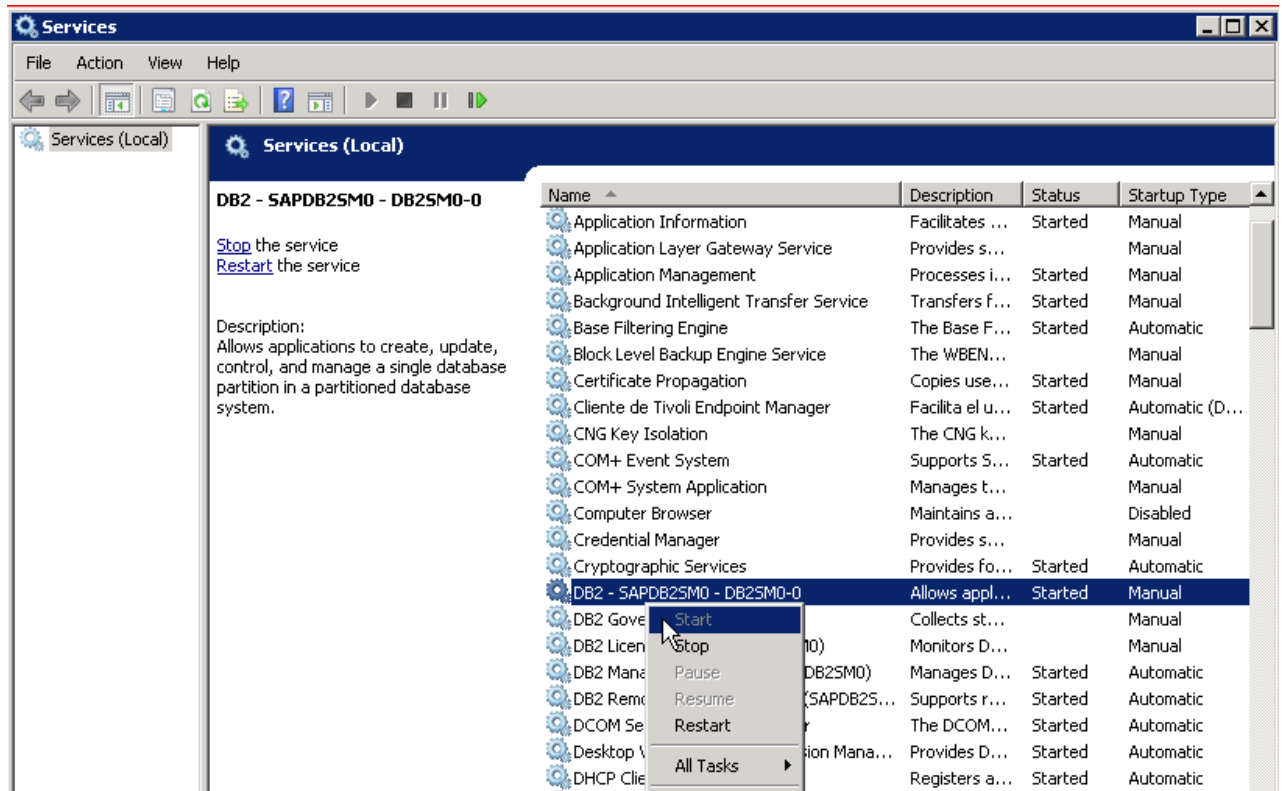 Services
File Action View Help
Services (Local)
Services (Local)
DB2 - SAPDB2SM0 - DB2SM0-0
Stop the service
Restart the service
Description:
Allows applications to create, update,
control, and manage a single database
partition in a partitioned database
system.
Name Description Status Startup Type
Application Information Facilitates ... Started Manual
Application Layer Gateway Service Provides s... Manual
Application Management Processes i... Started Manual
Background Intelligent Transfer Service Transfers f... Started Manual
Base Filtering Engine The Base F... Started Automatic
Block Level Backup Engine Service The WBEN... Manual
Certificate Propagation Copies use... Started Manual
Cliente de Tivoli Endpoint Manager Facilita el u... Started Automatic (D...
CNG Key Isolation The CNG k... Manual
COM+ Event System Supports S... Started Automatic
COM+ System Application Manages t... Manual
Computer Browser Maintains a... Disabled
Credential Manager Provides s... Manual
Cryptographic Services Provides fo... Started Automatic
DB2 - SAPDB2SM0 - DB2SM0-0 Allows appl... Started Manual
DB2 Gove Start Collects st... Manual
DB2 Licen Stop M0) Monitors D... Manual
DB2 Mana Pause DB2SM0) Manages D... Started Automatic
DB2 Remo Resume (SAPDB2S... Supports r... Started Automatic
DCOM Se Restart r The DCOM... Started Automatic
Desktop sion Mana... Provides D... Started Automatic
All Tasks
DHCP Clie Registers a... Started Automatic